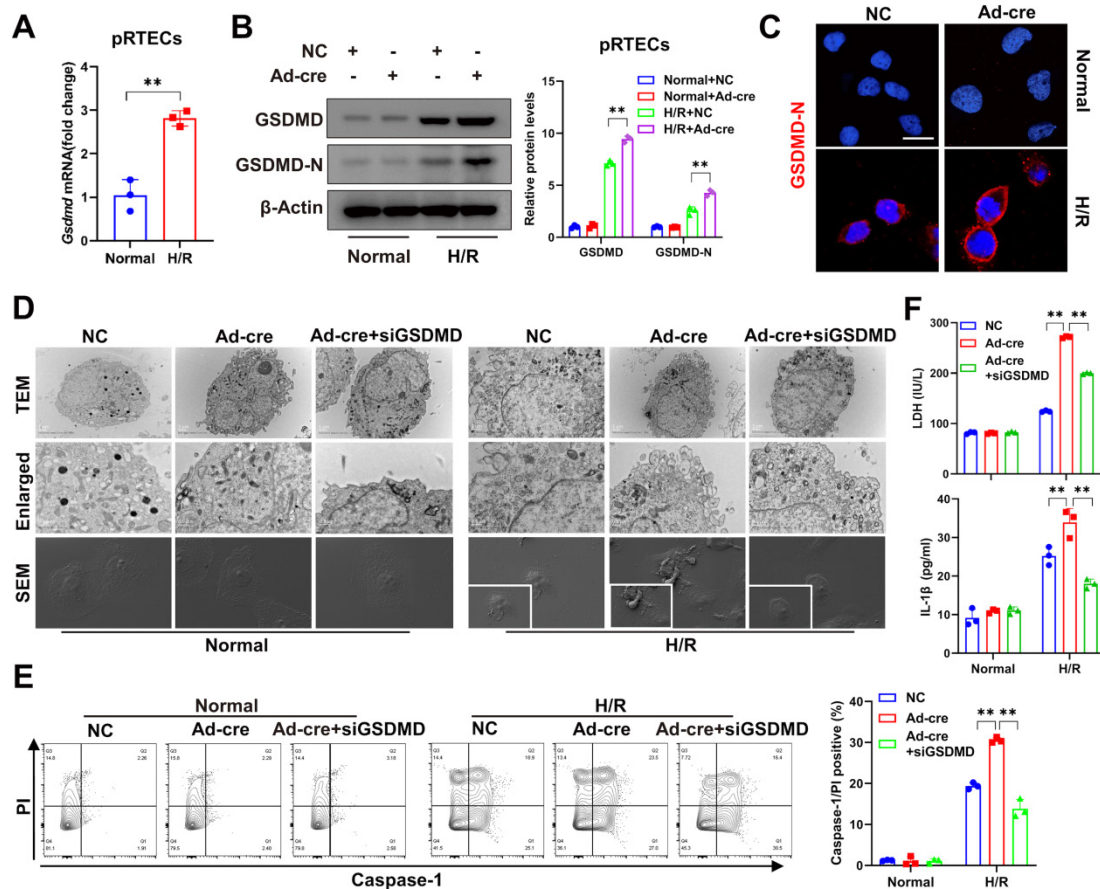 A
pRTECs
**
Gsdmd mRNA(fold change)
4
3
2
1
0
Normal H/R
B
NC + - + -
Ad-cre - + - +
GSDMD
GSDMD-N
β-Actin
Normal H/R
pRTECs
Normal+NC
Normal+Ad-cre
H/R+NC
H/R+Ad-cre
** **
Relative protein levels
15
10
5
0
GSDMD GSDMD-N
C
NC Ad-cre
GSDMD-N
Normal
H/R
D
NC Ad-cre Ad-cre+siGSDMD NC Ad-cre Ad-cre+siGSDMD
TEM
Enlarged
SEM
Normal H/R
F
NC
Ad-cre
Ad-cre
+siGSDMD
** **
LDH (IU/L)
300
200
100
0
** **
IL-1β (pg/ml)
40
30
20
10
0
Normal H/R
E
Normal H/R
NC Ad-cre Ad-cre+siGSDMD NC Ad-cre Ad-cre+siGSDMD
PI
Caspase-1
NC
Ad-cre
Ad-cre
+siGSDMD
** **
Caspase-1/PI positive (%)
40
30
20
10
0
Normal H/R